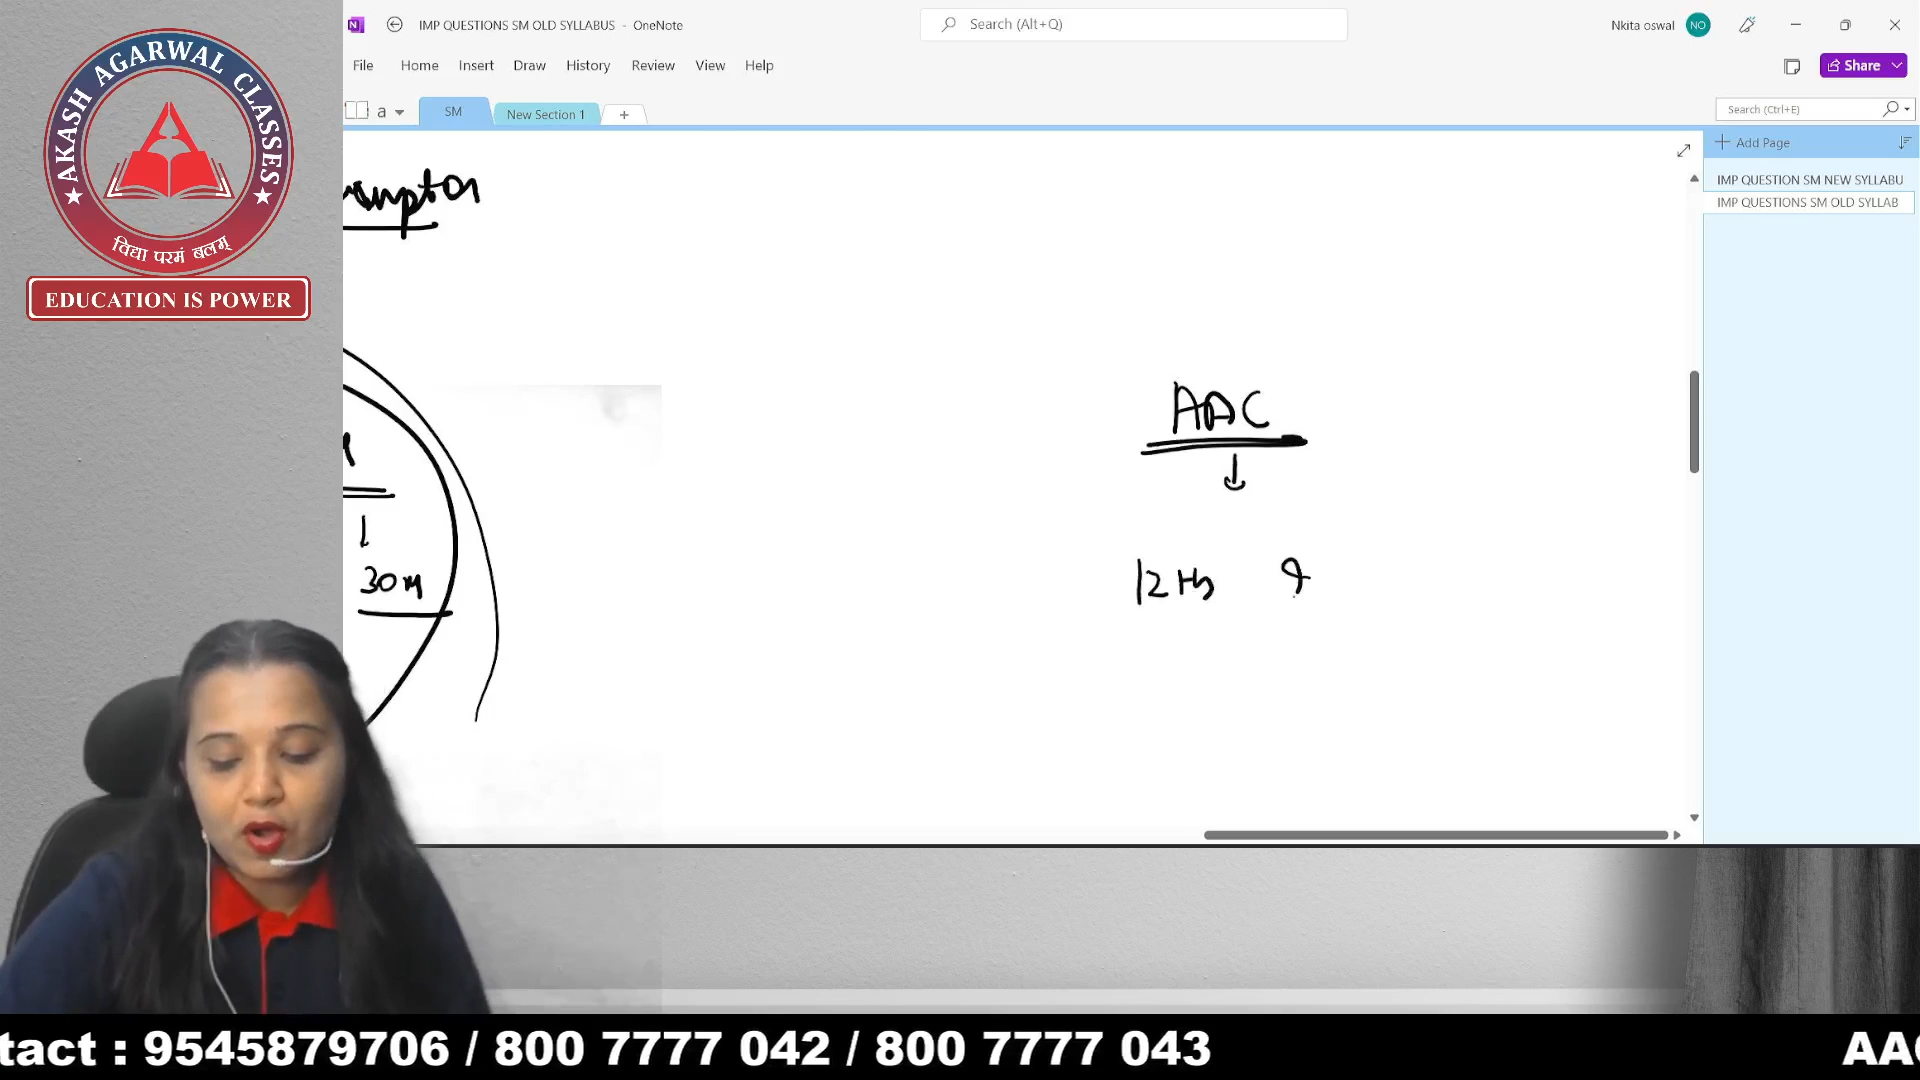 AKASH AGARWAL CLASSES
विद्या परमं बलम्
EDUCATION IS POWER
IMP QUESTIONS SM OLD SYLLABUS - OneNote
Search (Alt+Q)
Nkita oswal NO
File Home Insert Draw History Review View Help
Share
a SM New Section 1 +
Search (Ctrl+E)
Add Page
IMP QUESTION SM NEW SYLLABU
IMP QUESTIONS SM OLD SYLLAB
AAC
30m
12 Hrs
tact : 9545879706 / 800 7777 042 / 800 7777 043